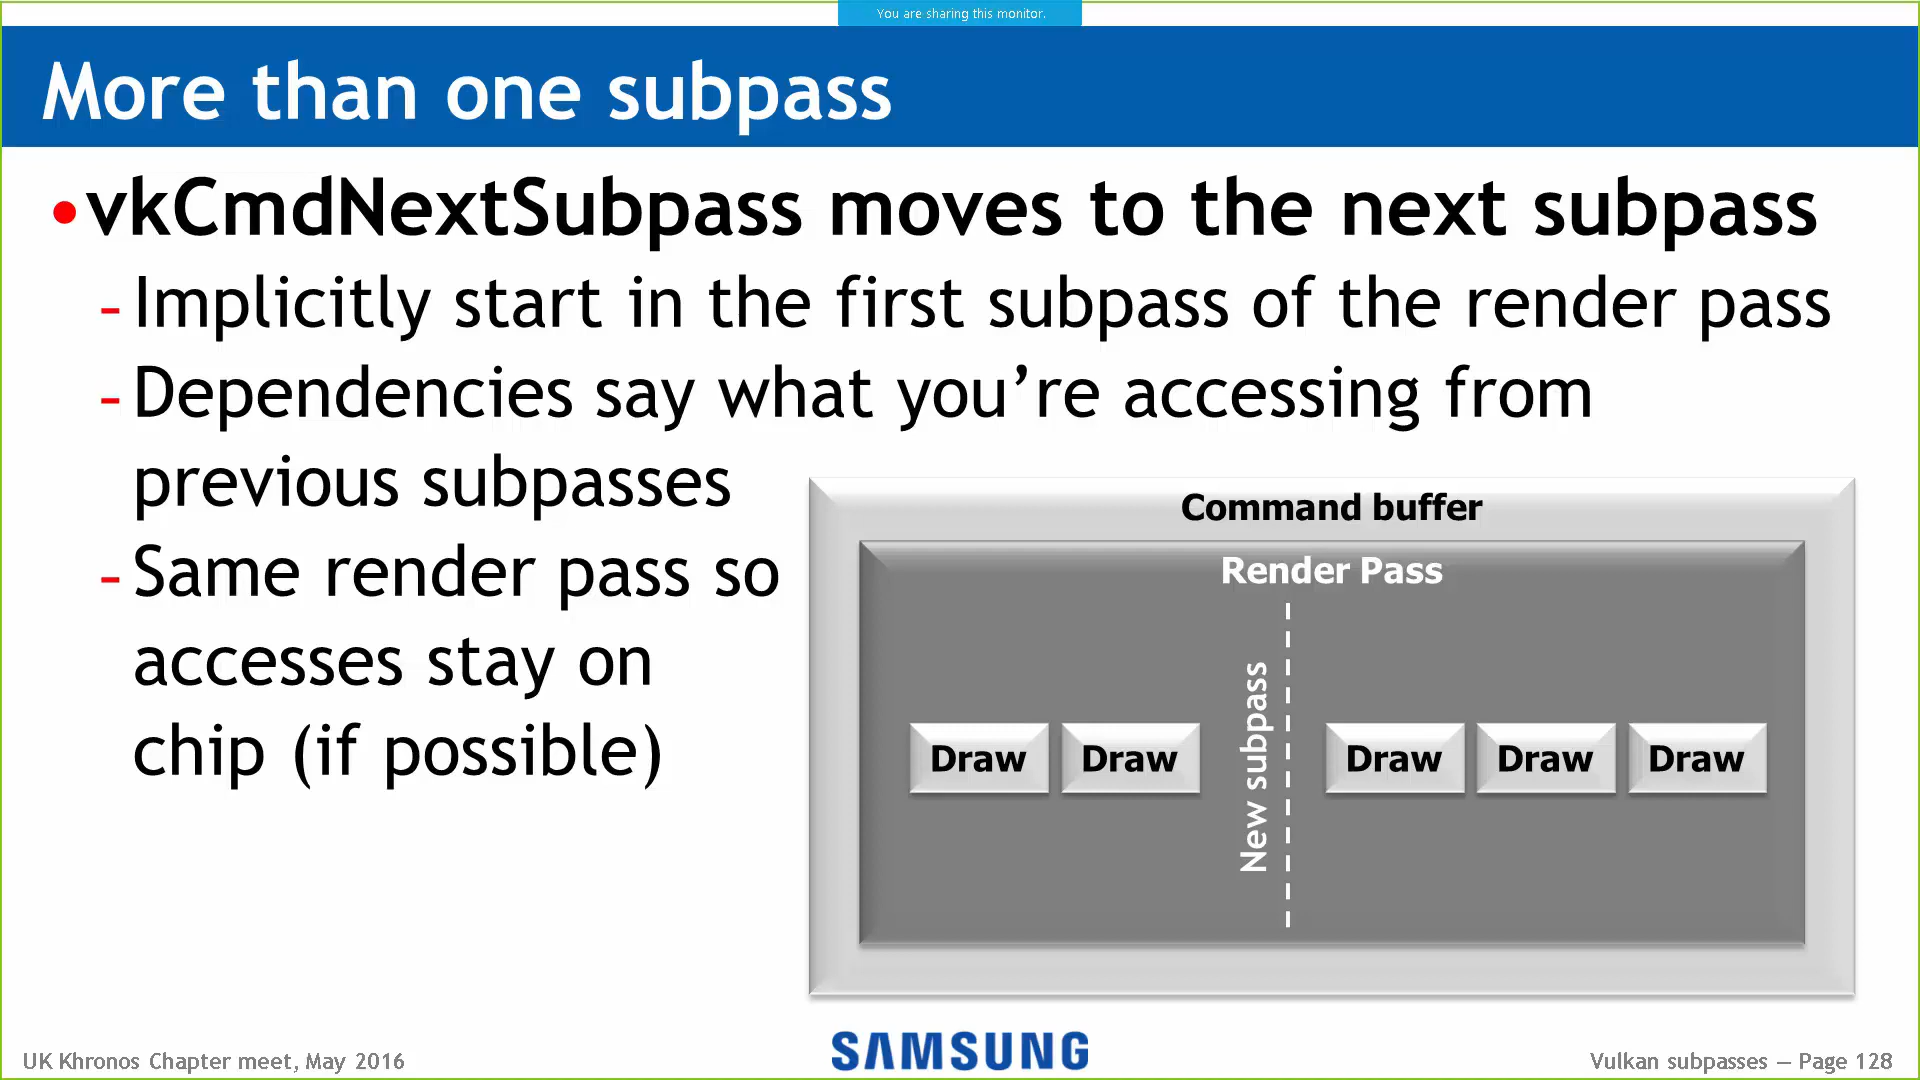 You are sharing this monitor.
More than one subpass
•vkCmdNextSubpass moves to the next subpass
-Implicitly start in the first subpass of the render pass
-Dependencies say what you’re accessing from
previous subpasses
-Same render pass so
accesses stay on
chip (if possible)
Command buffer
Render Pass
New subpass
Draw Draw Draw Draw Draw
UK Khronos Chapter meet, May 2016
SAMSUNG
Vulkan subpasses — Page 128